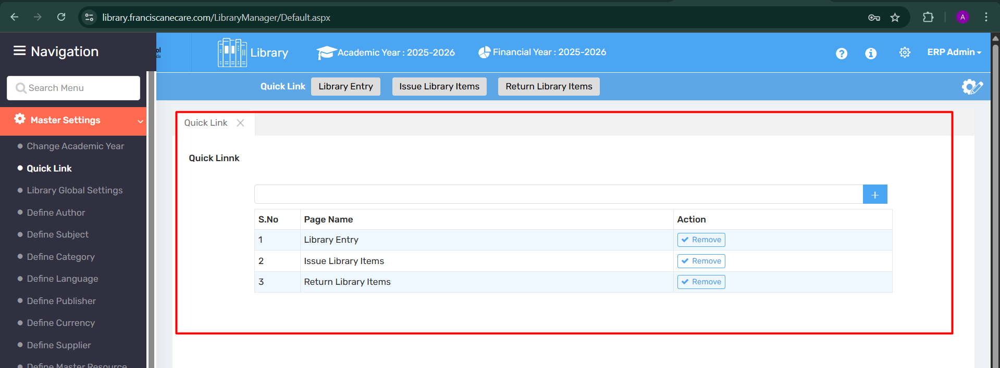 library.franciscanecare.com/LibraryManager/Default.aspx
A
Navigation
Library
Academic Year : 2025-2026
Financial Year : 2025-2026
ERP Admin
Search Menu
Quick Link
Library Entry
Issue Library Items
Return Library Items
Master Settings
Change Academic Year
Quick Link
Library Global Settings
Define Author
Define Subject
Define Category
Define Language
Define Publisher
Define Currency
Define Supplier
Define Master Resource
Quick Link
Quick Linnk
S.No Page Name Action
1 Library Entry Remove
2 Issue Library Items Remove
3 Return Library Items Remove